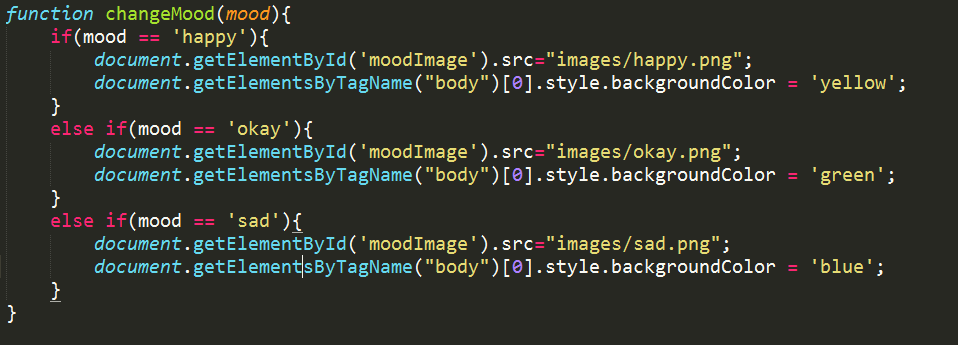 function changeMood(mood){
    if(mood == 'happy'){
        document.getElementById('moodImage').src="images/happy.png";
        document.getElementsByTagName("body")[0].style.backgroundColor = 'yellow';
    }
    else if(mood == 'okay'){
        document.getElementById('moodImage').src="images/okay.png";
        document.getElementsByTagName("body")[0].style.backgroundColor = 'green';
    }
    else if(mood == 'sad'){
        document.getElementById('moodImage').src="images/sad.png";
        document.getElementsByTagName("body")[0].style.backgroundColor = 'blue';
    }
}